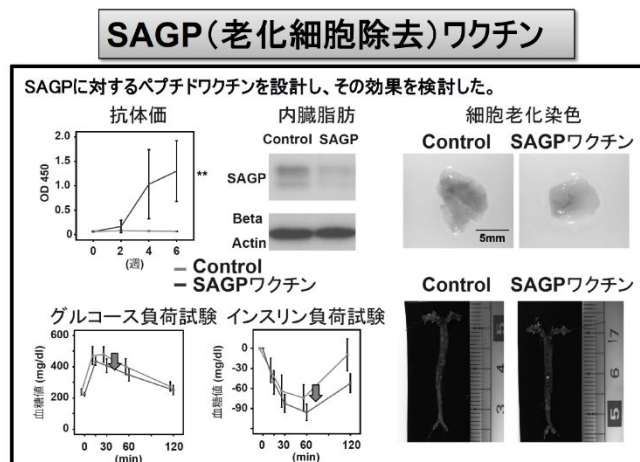 SAGP（老化細胞除去）ワクチン
SAGPに対するペプチドワクチンを設計し、その効果を検討した。
抗体価
OD 450
2.0
1.5
1.0
0.5
0
0 2 4 6
(週)
**
Control
SAGPワクチン
内臓脂肪
Control SAGP
SAGP
Beta
Actin
細胞老化染色
Control SAGPワクチン
5mm
グルコース負荷試験
血糖値 (mg/dl)
600
400
200
0
0 30 60 120
(min)
インスリン負荷試験
血糖値 (mg/dl)
0
-30
-60
-90
0 30 60 120
(min)
Control SAGPワクチン
5
4
3
7
6
5